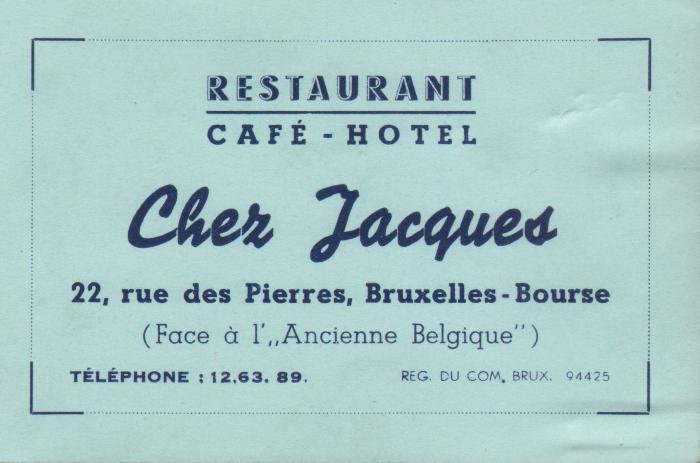 RESTAURANT
CAFÉ - HOTEL
Chez Jacques
22, rue des Pierres, Bruxelles-Bourse
(Face à l',,Ancienne Belgique'')
TÉLÉPHONE : 12.63. 89. REG. DU COM. BRUX. 94425